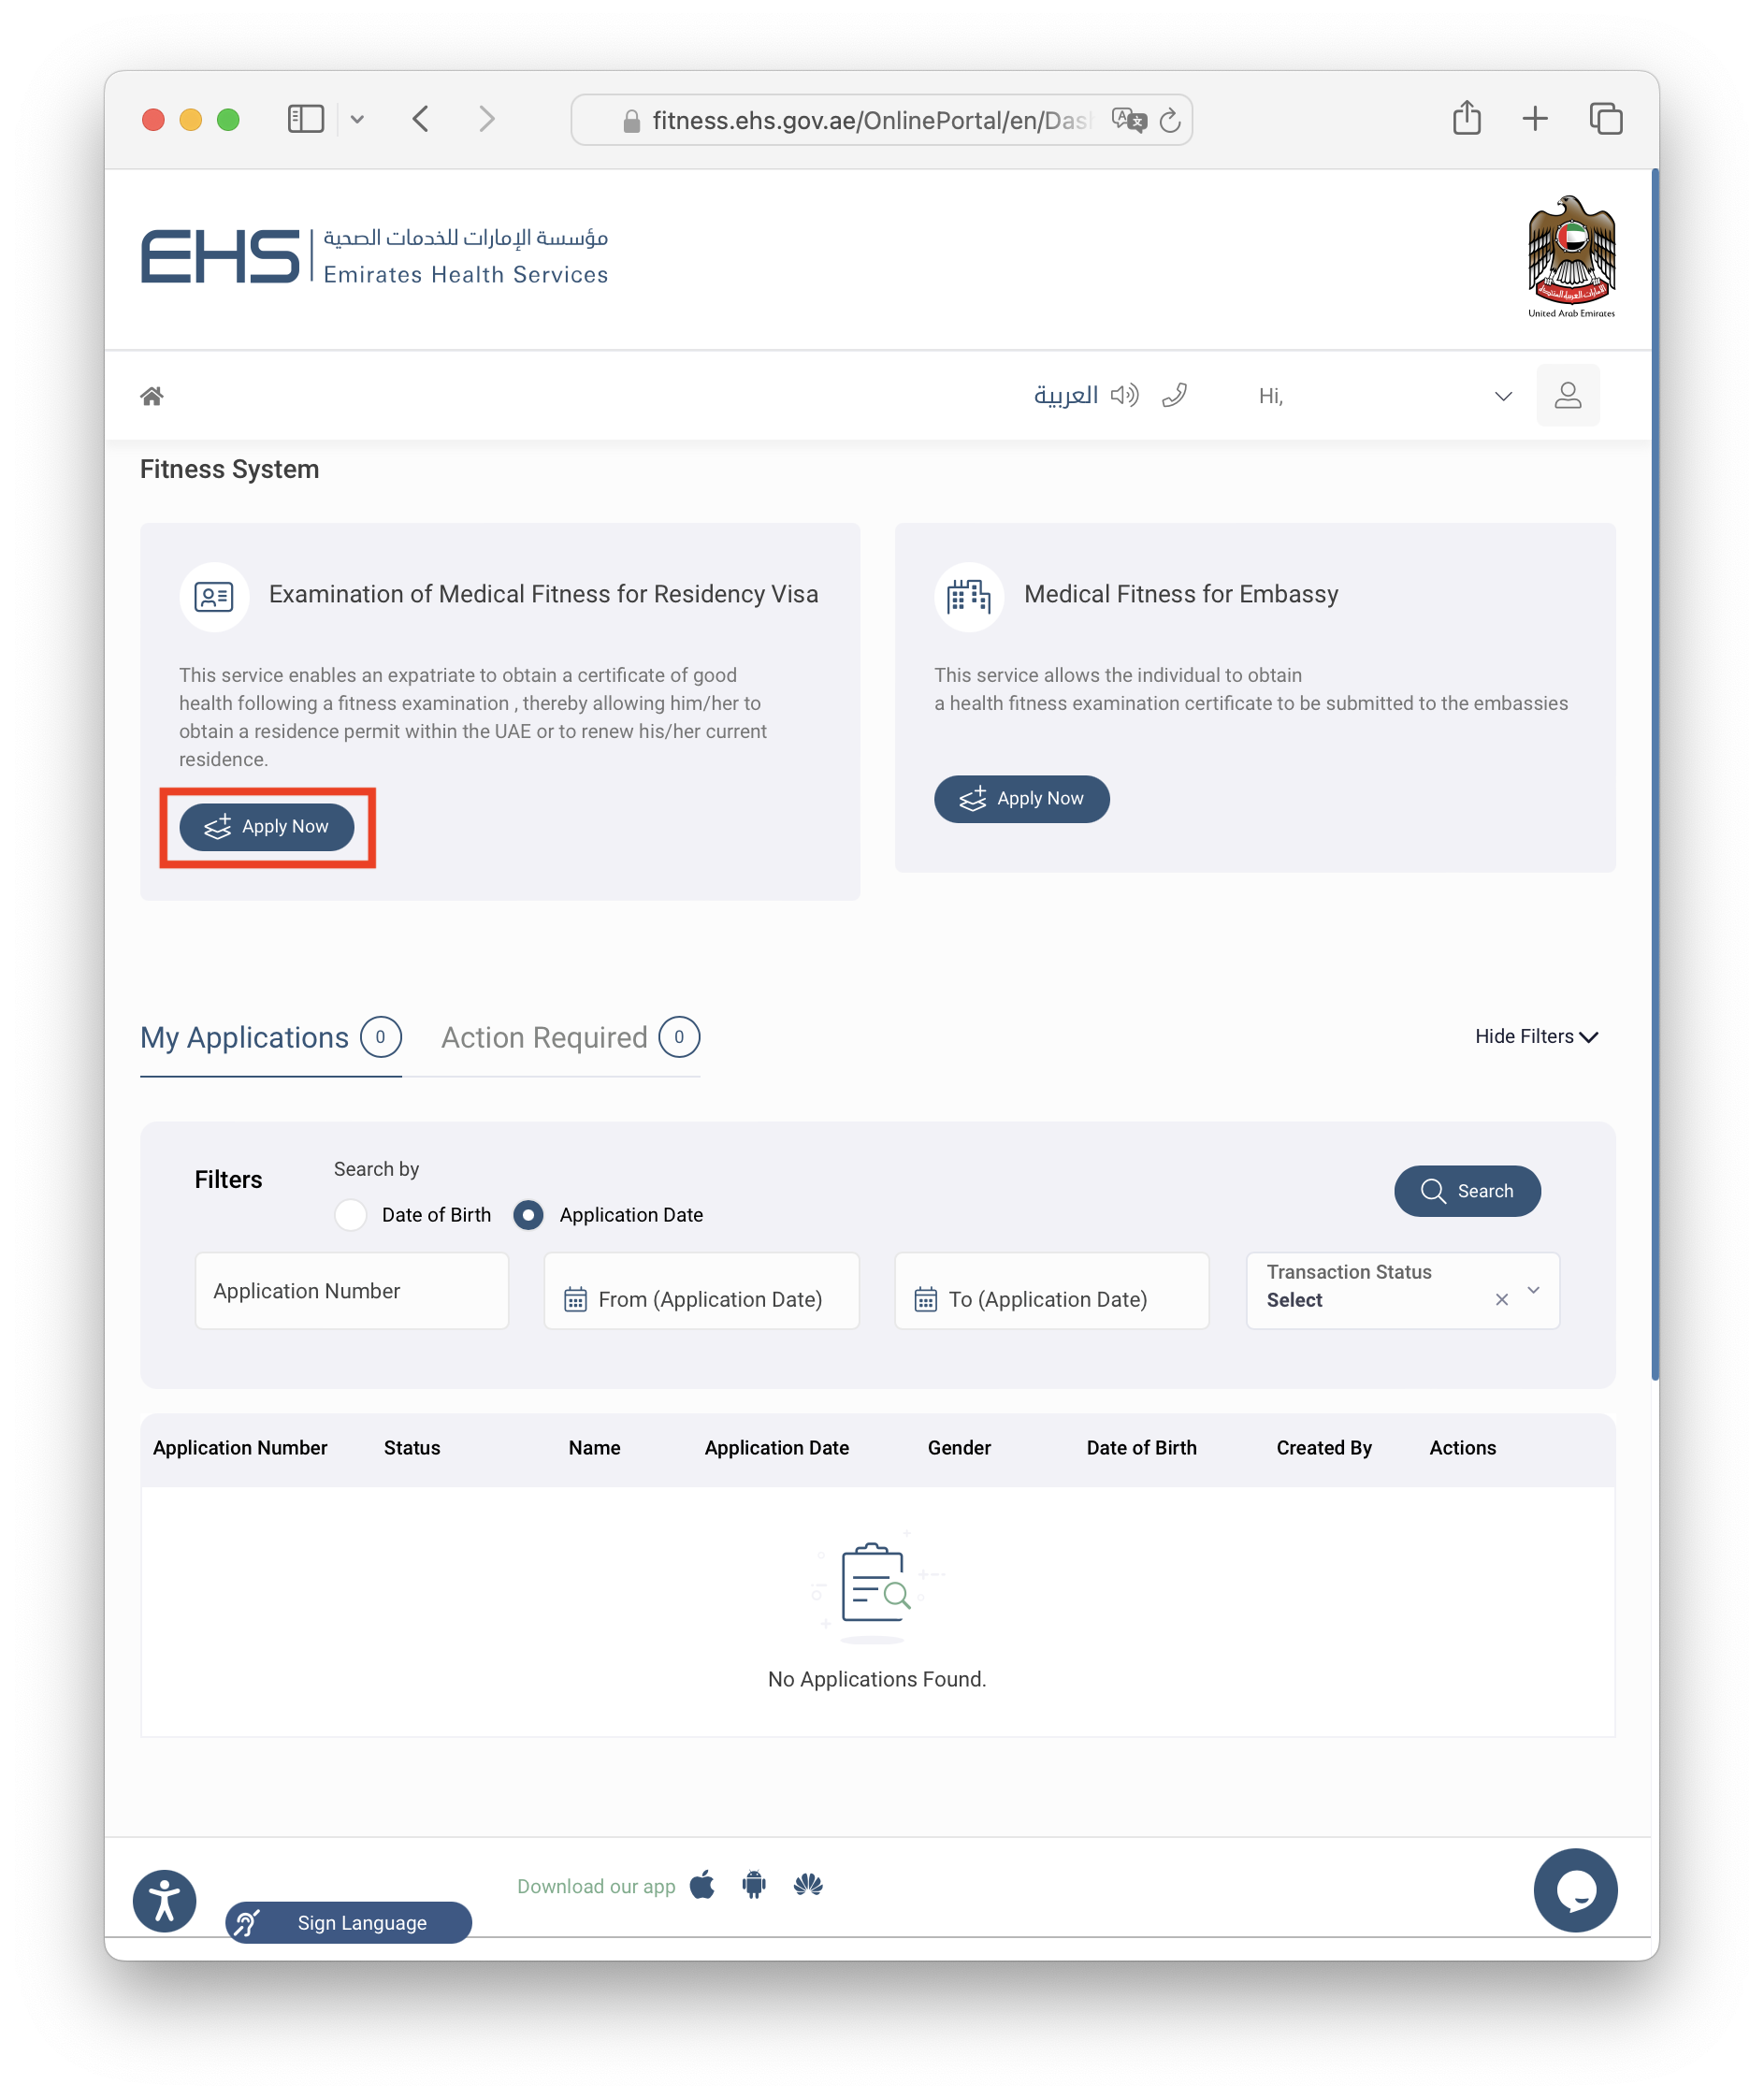 fitness.ehs.gov.ae/OnlinePortal/en/Das
EHS
مؤسسة الإمارات للخدمات الصحية
Emirates Health Services
United Arab Emirates
العربية
Hi,
Fitness System
Examination of Medical Fitness for Residency Visa
This service enables an expatriate to obtain a certificate of good
health following a fitness examination , thereby allowing him/her to
obtain a residence permit within the UAE or to renew his/her current
residence.
Apply Now
Medical Fitness for Embassy
This service allows the individual to obtain
a health fitness examination certificate to be submitted to the embassies
Apply Now
My Applications 0
Action Required 0
Hide Filters
Filters
Search by
Date of Birth
Application Date
Search
Application Number
From (Application Date)
To (Application Date)
Transaction Status
Select
Application Number Status Name Application Date Gender Date of Birth Created By Actions
No Applications Found.
Download our app
Sign Language